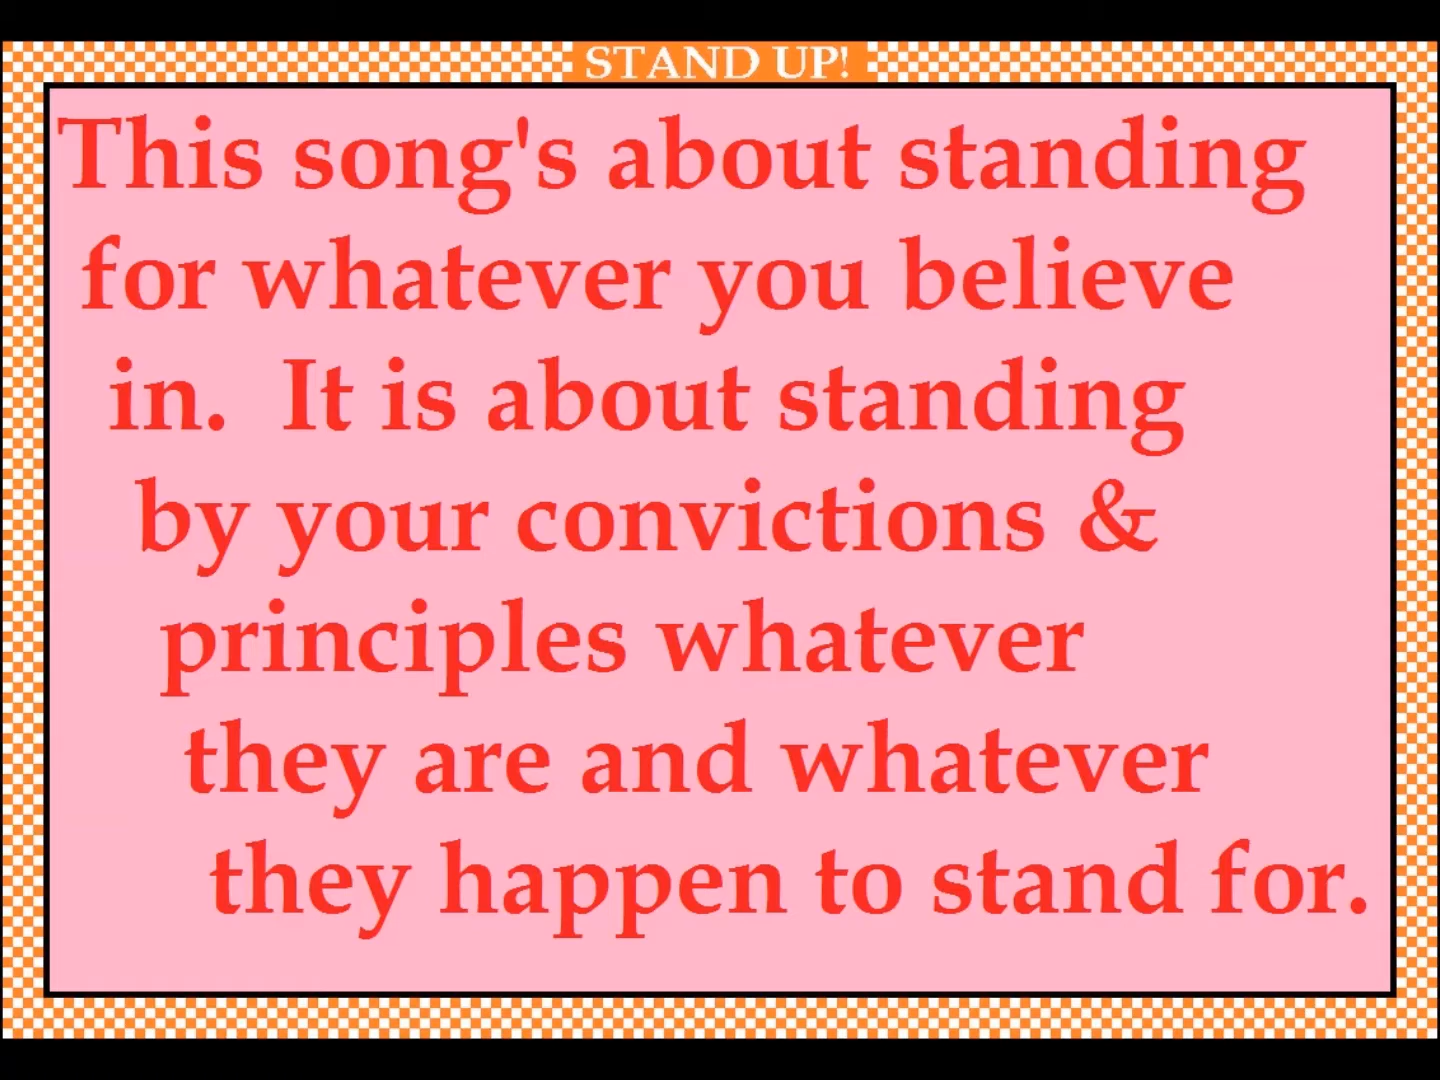 STAND UP!
This song's about standing
for whatever you believe
in.  It is about standing
by your convictions &
principles whatever
they are and whatever
they happen to stand for.